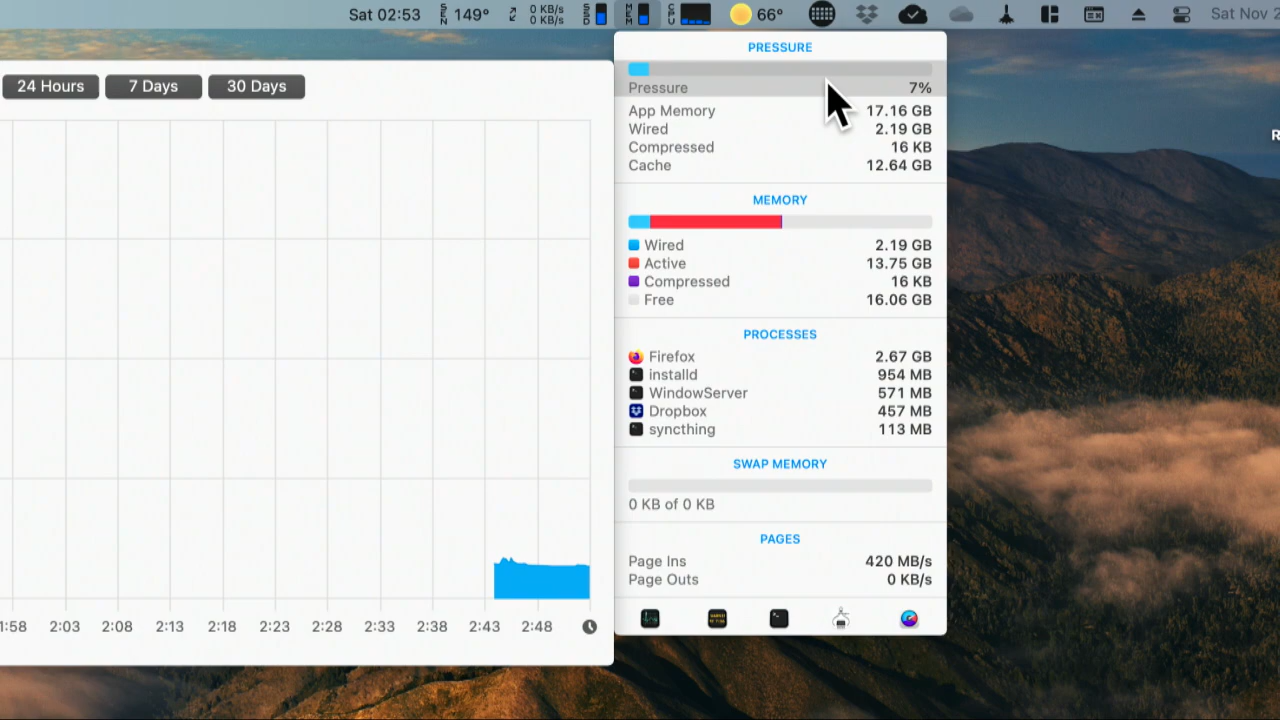 Sat 02:53 SEN 149° 0 KB/s 0 KB/s SSD MEM CPU 66° Sat Nov 2
24 Hours 7 Days 30 Days
1:58 2:03 2:08 2:13 2:18 2:23 2:28 2:33 2:38 2:43 2:48
PRESSURE
Pressure 7%
App Memory 17.16 GB
Wired 2.19 GB
Compressed 16 KB
Cache 12.64 GB
MEMORY
Wired 2.19 GB
Active 13.75 GB
Compressed 16 KB
Free 16.06 GB
PROCESSES
Firefox 2.67 GB
installd 954 MB
WindowServer 571 MB
Dropbox 457 MB
syncthing 113 MB
SWAP MEMORY
0 KB of 0 KB
PAGES
Page Ins 420 MB/s
Page Outs 0 KB/s
R